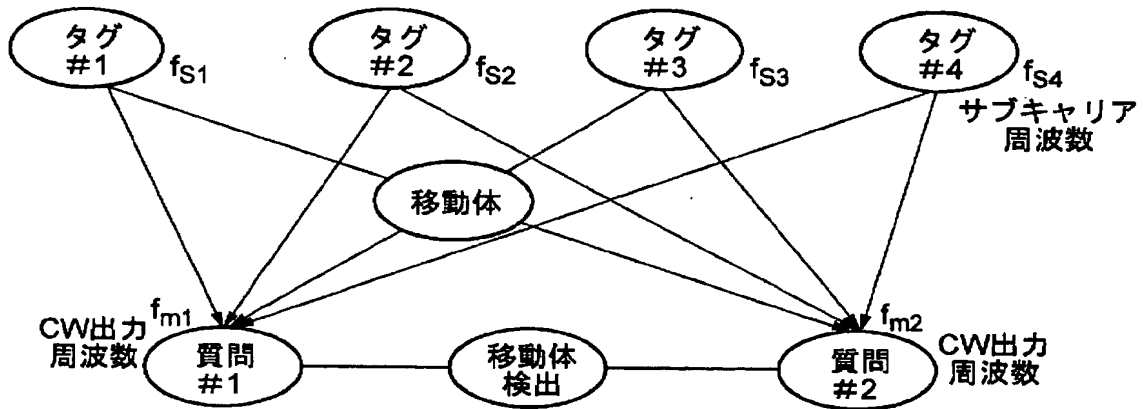 タグ
#1
f_S1
タグ
#2
f_S2
タグ
#3
f_S3
タグ
#4
f_S4
サブキャリア
周波数
移動体
f_m1
CW出力
周波数
質問
#1
移動体
検出
f_m2
質問
#2
CW出力
周波数